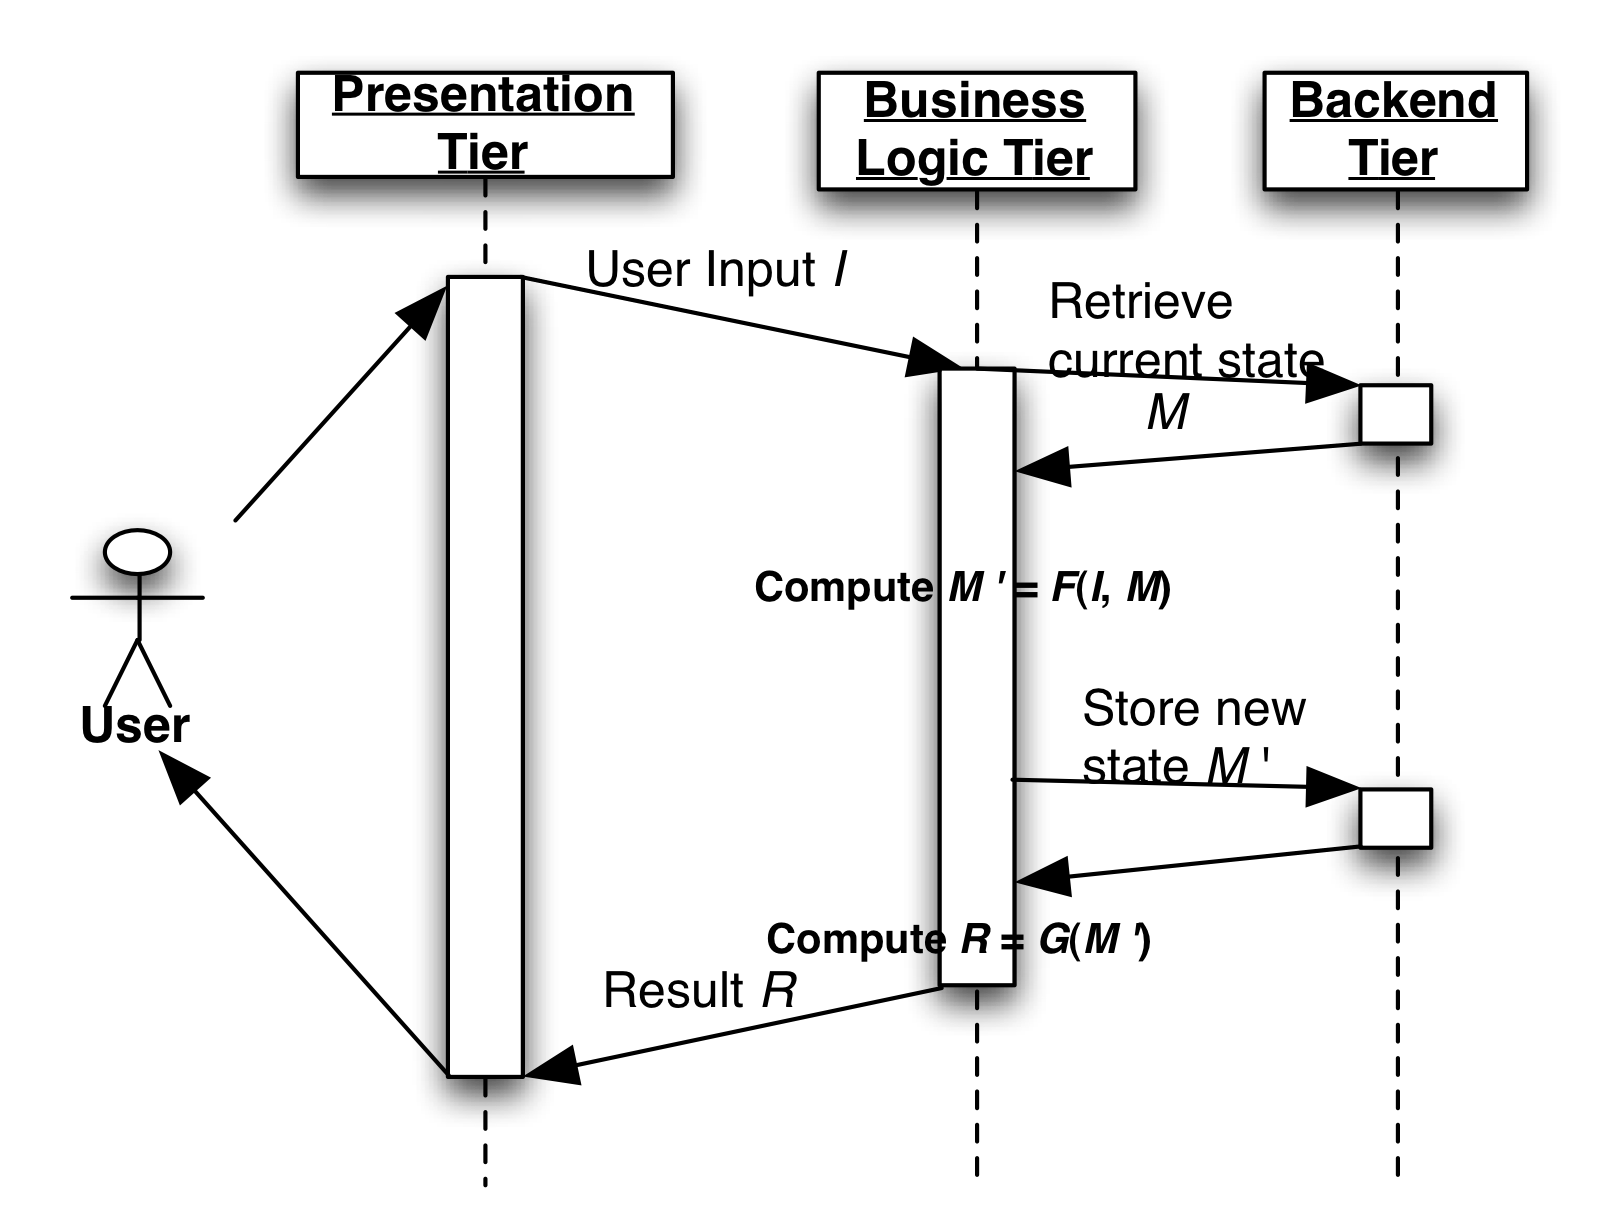 Presentation
Tier
Business
Logic Tier
Backend
Tier
User Input I
Retrieve
current state
M
Compute M ' = F(I, M)
User
Store new
state M '
Compute R = G(M ')
Result R